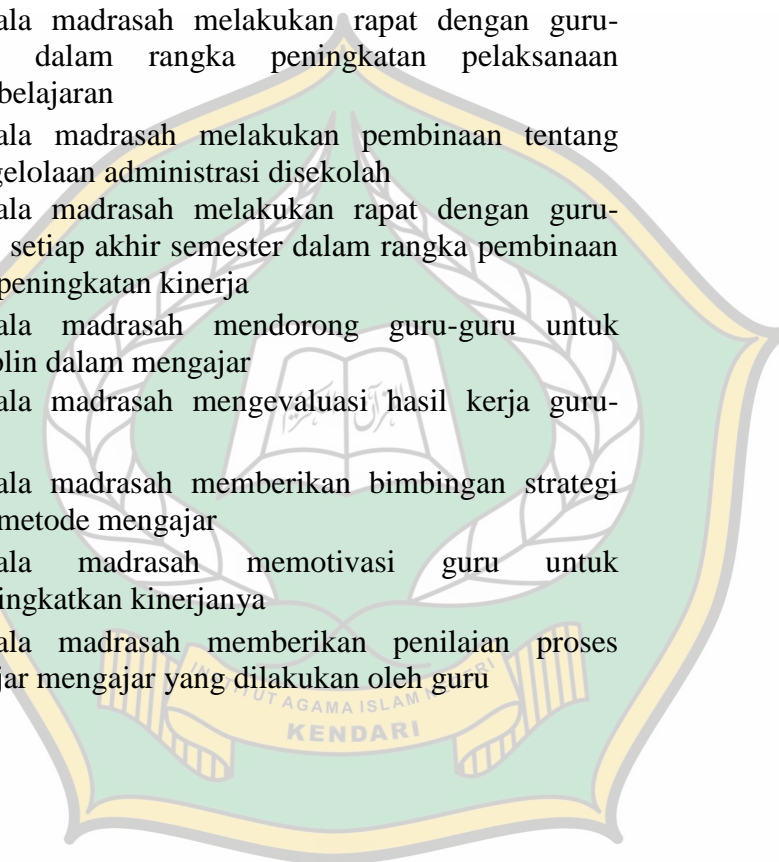 ala madrasah melakukan rapat dengan guru-
dalam rangka peningkatan pelaksanaan
belajaran
ala madrasah melakukan pembinaan tentang
gelolaan administrasi disekolah
ala madrasah melakukan rapat dengan guru-
setiap akhir semester dalam rangka pembinaan
peningkatan kinerja
ala madrasah mendorong guru-guru untuk
olin dalam mengajar
ala madrasah mengevaluasi hasil kerja guru-
ala madrasah memberikan bimbingan strategi
metode mengajar
ala madrasah memotivasi guru untuk
ingkatkan kinerjanya
ala madrasah memberikan penilaian proses
jar mengajar yang dilakukan oleh guru
INSTITUT AGAMA ISLAM NEGERI
KENDARI